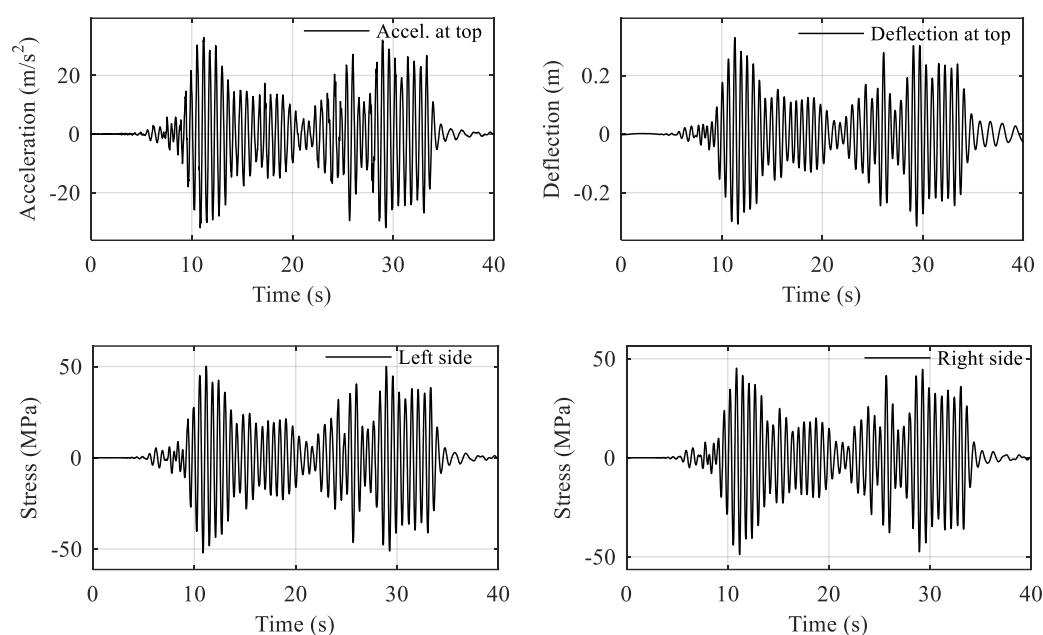 Accel. at top
Acceleration (m/s²)
20
0
-20
0 10 20 30 40
Time (s)
Deflection at top
Deflection (m)
0.2
0
-0.2
0 10 20 30 40
Time (s)
Left side
Stress (MPa)
50
0
-50
0 10 20 30 40
Time (s)
Right side
Stress (MPa)
50
0
-50
0 10 20 30 40
Time (s)